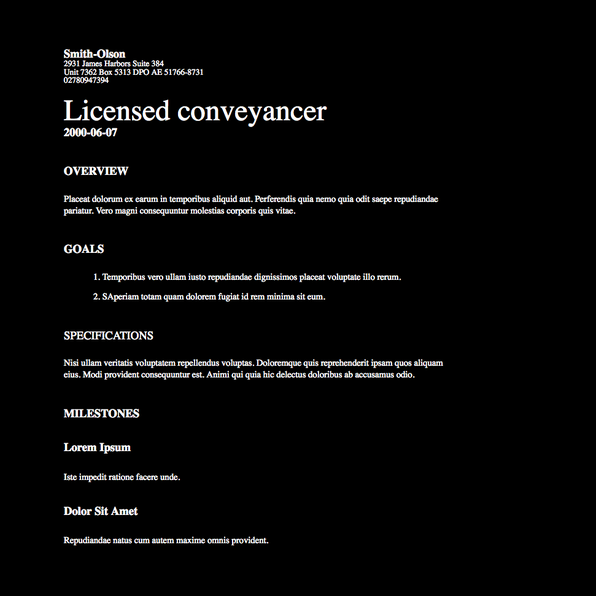 Smith-Olson
2931 James Harbors Suite 384
Unit 7362 Box 5313 DPO AE 51766-8731
02780947394
Licensed conveyancer
2000-06-07
OVERVIEW
Placeat dolorum ex earum in temporibus aliquid aut. Perferendis quia nemo quia odit saepe repudiandae
pariatur. Vero magni consequuntur molestias corporis quis vitae.
GOALS
1. Temporibus vero ullam iusto repudiandae dignissimos placeat voluptate illo rerum.
2. SAperiam totam quam dolorem fugiat id rem minima sit eum.
SPECIFICATIONS
Nisi ullam veritatis voluptatem repellendus voluptas. Doloremque quis reprehenderit ipsam quos aliquam
eius. Modi provident consequuntur est. Animi qui quia hic delectus doloribus ab accusamus odio.
MILESTONES
Lorem Ipsum
Iste impedit ratione facere unde.
Dolor Sit Amet
Repudiandae natus cum autem maxime omnis provident.